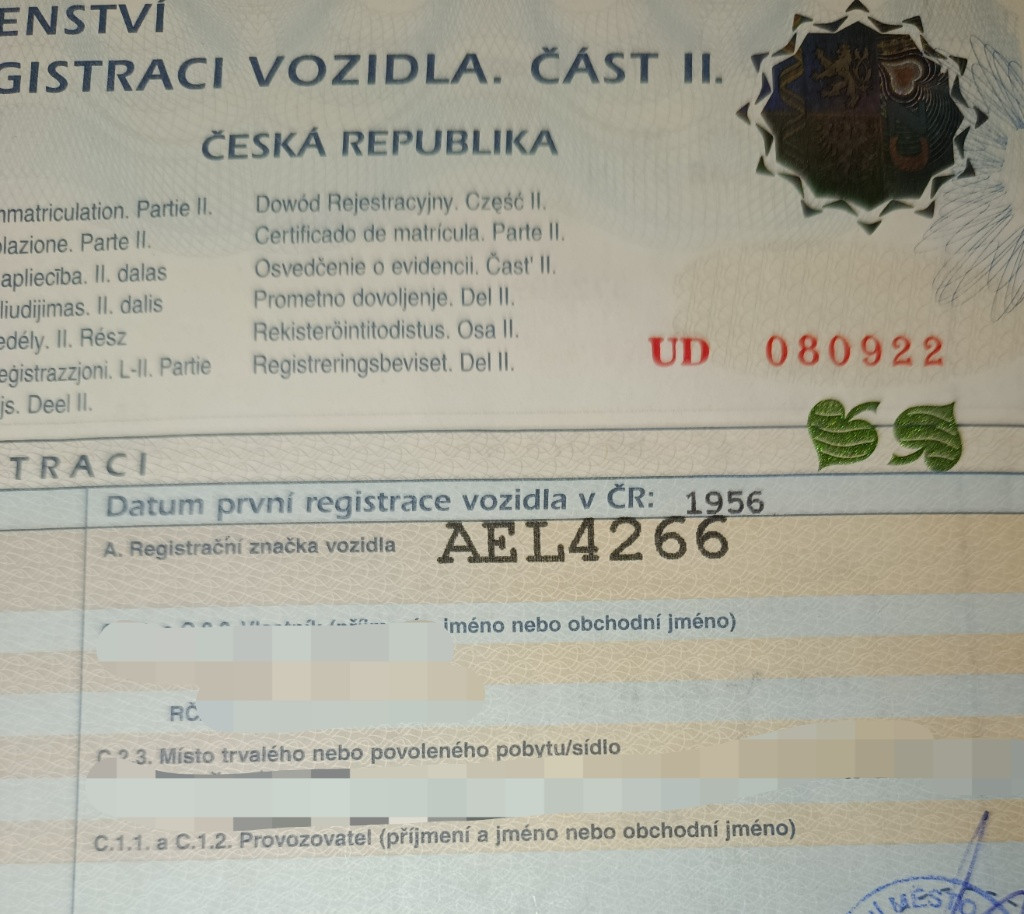 ENSTVÍ
GISTRACI VOZIDLA. ČÁST II.
ČESKÁ REPUBLIKA
nmatriculation. Partie II.
lazione. Parte II.
apliecība. II. dalas
liudijimas. II. dalis
edély. II. Rész
eġistrazzjoni. L-II. Partie
js. Deel II.
Dowód Rejestracyjny. Część II.
Certificado de matrícula. Parte II.
Osvedčenie o evidencii. Čast' II.
Prometno dovoljenje. Del II.
Rekisteröintitodistus. Osa II.
Registreringsbeviset. Del II.
UD 080922
TRACI
Datum první registrace vozidla v ČR: 1956
A. Registrační značka vozidla AEL4266
jméno nebo obchodní jméno)
RČ
3. Místo trvalého nebo povoleného pobytu/sídlo
C.1.1. a C.1.2. Provozovatel (příjmení a jméno nebo obchodní jméno)
MĚSTO